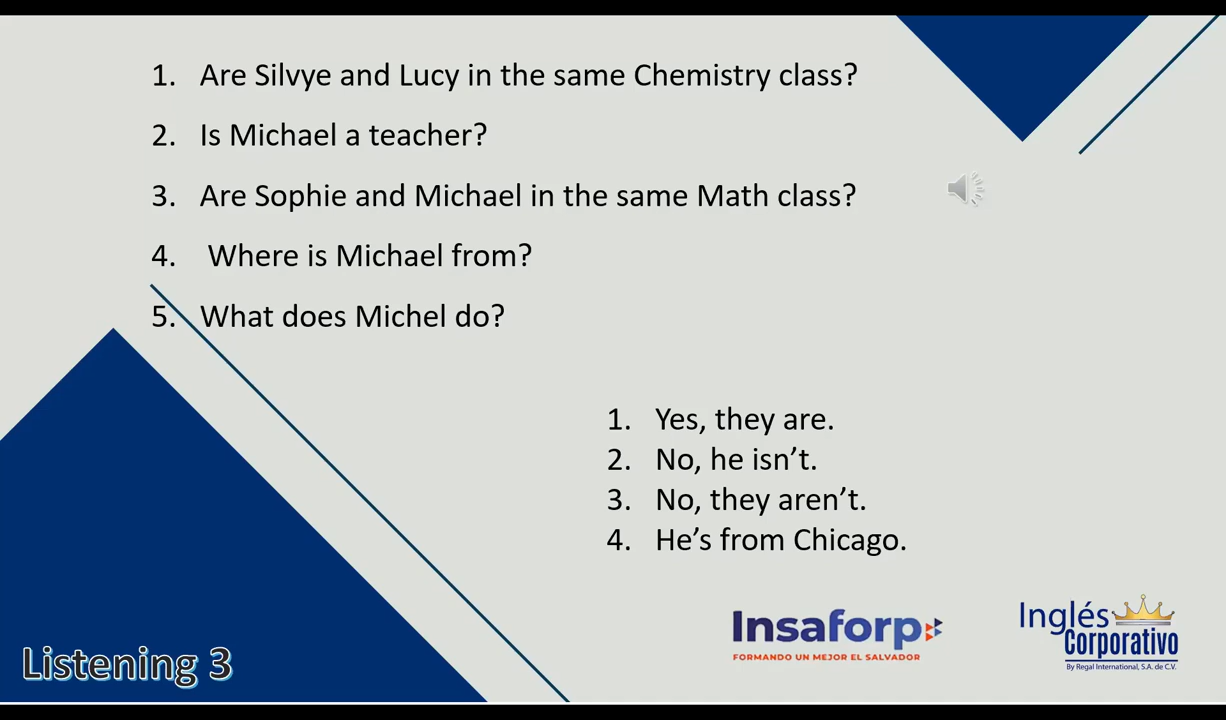 1. Are Silvye and Lucy in the same Chemistry class?
2. Is Michael a teacher?
3. Are Sophie and Michael in the same Math class?
4. Where is Michael from?
5. What does Michel do?
1. Yes, they are.
2. No, he isn’t.
3. No, they aren’t.
4. He’s from Chicago.
Insaforp
FORMANDO UN MEJOR EL SALVADOR
Inglés
Corporativo
By Regal International, S.A. de C.V.
Listening 3